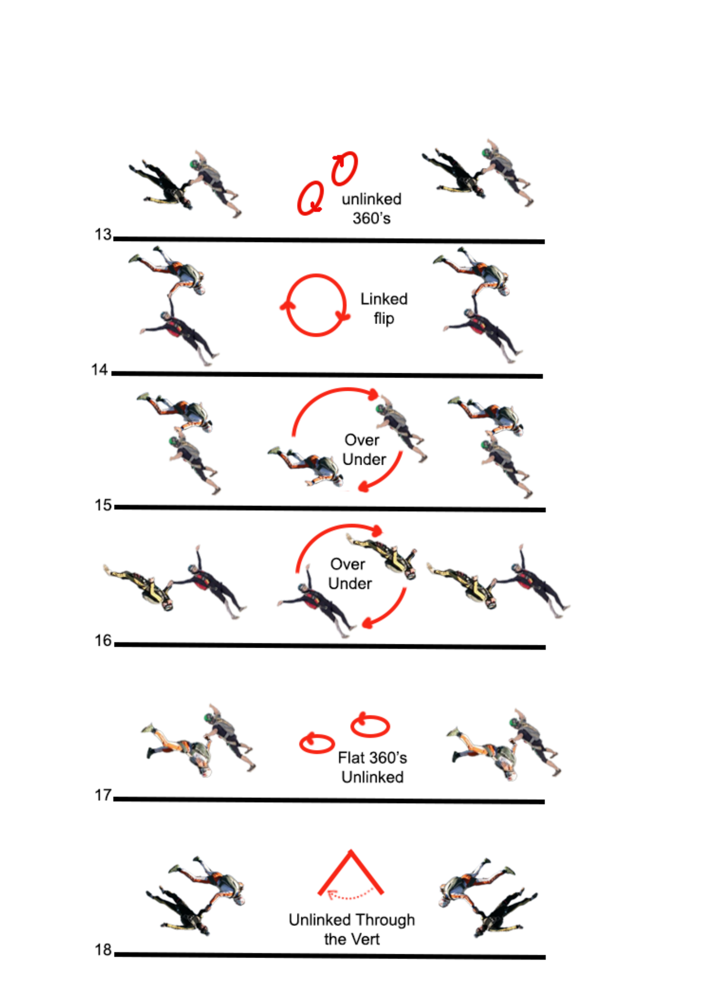 unlinked
360's
13
Linked
flip
14
Over
Under
15
Over
Under
16
Flat 360's
Unlinked
17
Unlinked Through
the Vert
18